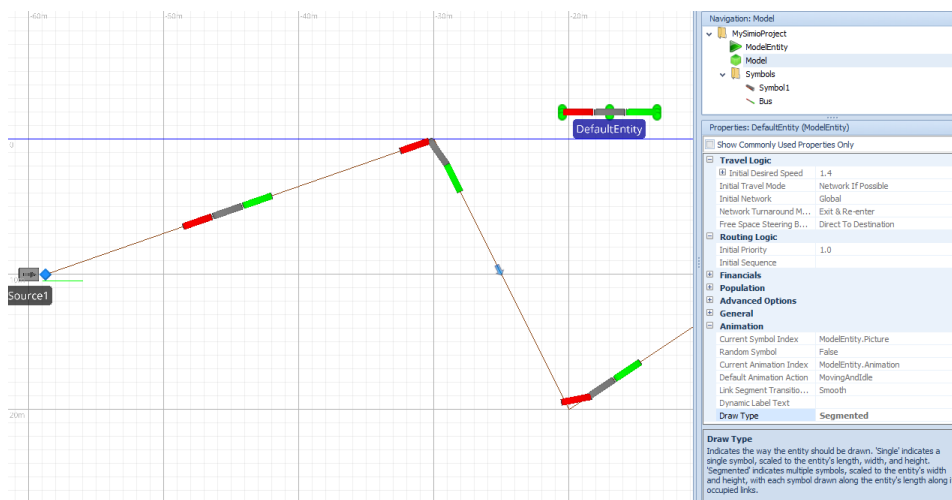 -60m
-50m
-40m
-30m
-20m
0
20m
DefaultEntity
Source1
Navigation: Model
MySimioProject
ModelEntity
Model
Symbols
Symbol1
Bus
Properties: DefaultEntity (ModelEntity)
Show Commonly Used Properties Only
Travel Logic
Initial Desired Speed 1.4
Initial Travel Mode Network If Possible
Initial Network Global
Network Turnaround M... Exit & Re-enter
Free Space Steering B... Direct To Destination
Routing Logic
Initial Priority 1.0
Initial Sequence
Financials
Population
Advanced Options
General
Animation
Current Symbol Index ModelEntity.Picture
Random Symbol False
Current Animation Index ModelEntity.Animation
Default Animation Action MovingAndIdle
Link Segment Transitio... Smooth
Dynamic Label Text
Draw Type Segmented
Draw Type
Indicates the way the entity should be drawn. 'Single' indicates a
single symbol, scaled to the entity's length, width, and height.
'Segmented' indicates multiple symbols, scaled to the entity's width
and height, with each symbol drawn along the entity's length along
occupied links.